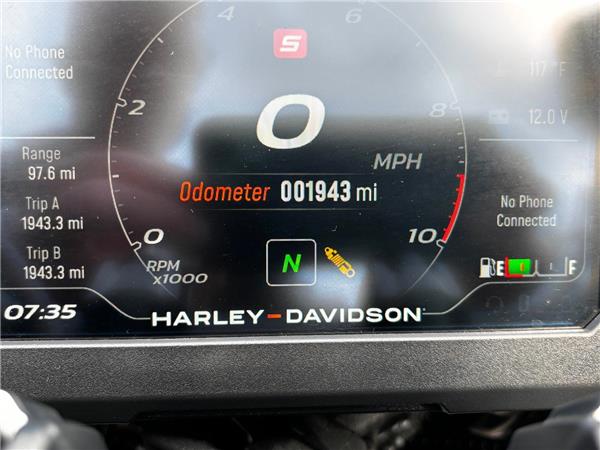 4
6
No Phone
Connected
S
117°F
2
0
8
12.0 V
Range
97.6 mi
MPH
Odometer 001943 mi
Trip A
1943.3 mi
No Phone
Connected
Trip B
1943.3 mi
0
10
RPM
x1000
N
E
F
07:35
HARLEY-DAVIDSON